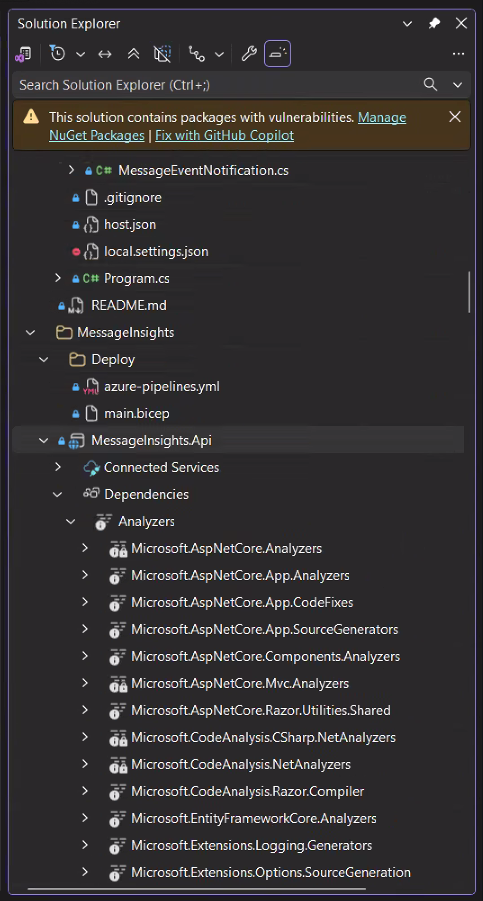 Solution Explorer
Search Solution Explorer (Ctrl+;)
This solution contains packages with vulnerabilities. Manage
NuGet Packages | Fix with GitHub Copilot
C# MessageEventNotification.cs
.gitignore
host.json
local.settings.json
C# Program.cs
README.md
MessageInsights
Deploy
YML azure-pipelines.yml
main.bicep
MessageInsights.Api
Connected Services
Dependencies
Analyzers
Microsoft.AspNetCore.Analyzers
Microsoft.AspNetCore.App.Analyzers
Microsoft.AspNetCore.App.CodeFixes
Microsoft.AspNetCore.App.SourceGenerators
Microsoft.AspNetCore.Components.Analyzers
Microsoft.AspNetCore.Mvc.Analyzers
Microsoft.AspNetCore.Razor.Utilities.Shared
Microsoft.CodeAnalysis.CSharp.NetAnalyzers
Microsoft.CodeAnalysis.NetAnalyzers
Microsoft.CodeAnalysis.Razor.Compiler
Microsoft.EntityFrameworkCore.Analyzers
Microsoft.Extensions.Logging.Generators
Microsoft.Extensions.Options.SourceGeneration